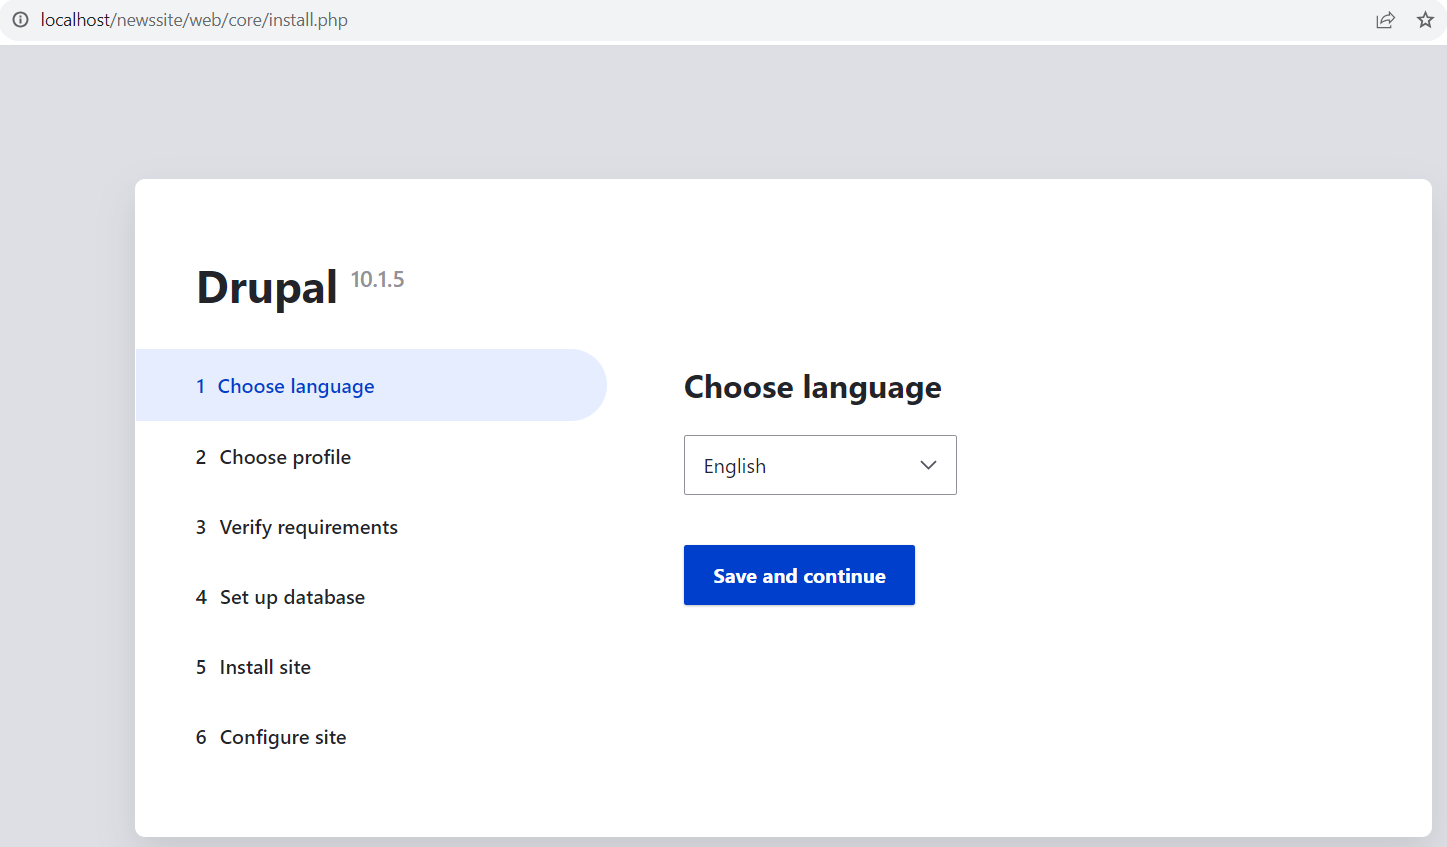 localhost/newssite/web/core/install.php
Drupal 10.1.5
1 Choose language
2 Choose profile
3 Verify requirements
4 Set up database
5 Install site
6 Configure site
Choose language
English
Save and continue